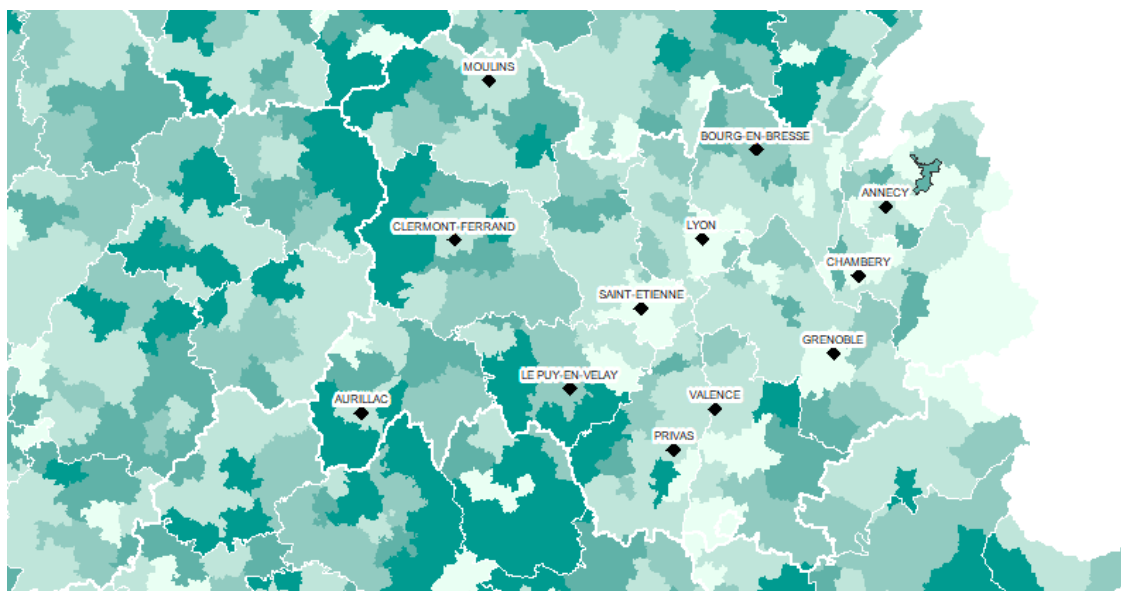 MOULINS
BOURG-EN-BRESSE
ANNECY
CLERMONT-FERRAND
LYON
CHAMBERY
SAINT-ETIENNE
GRENOBLE
LE PUY-EN-VELAY
AURILLAC
VALENCE
PRIVAS